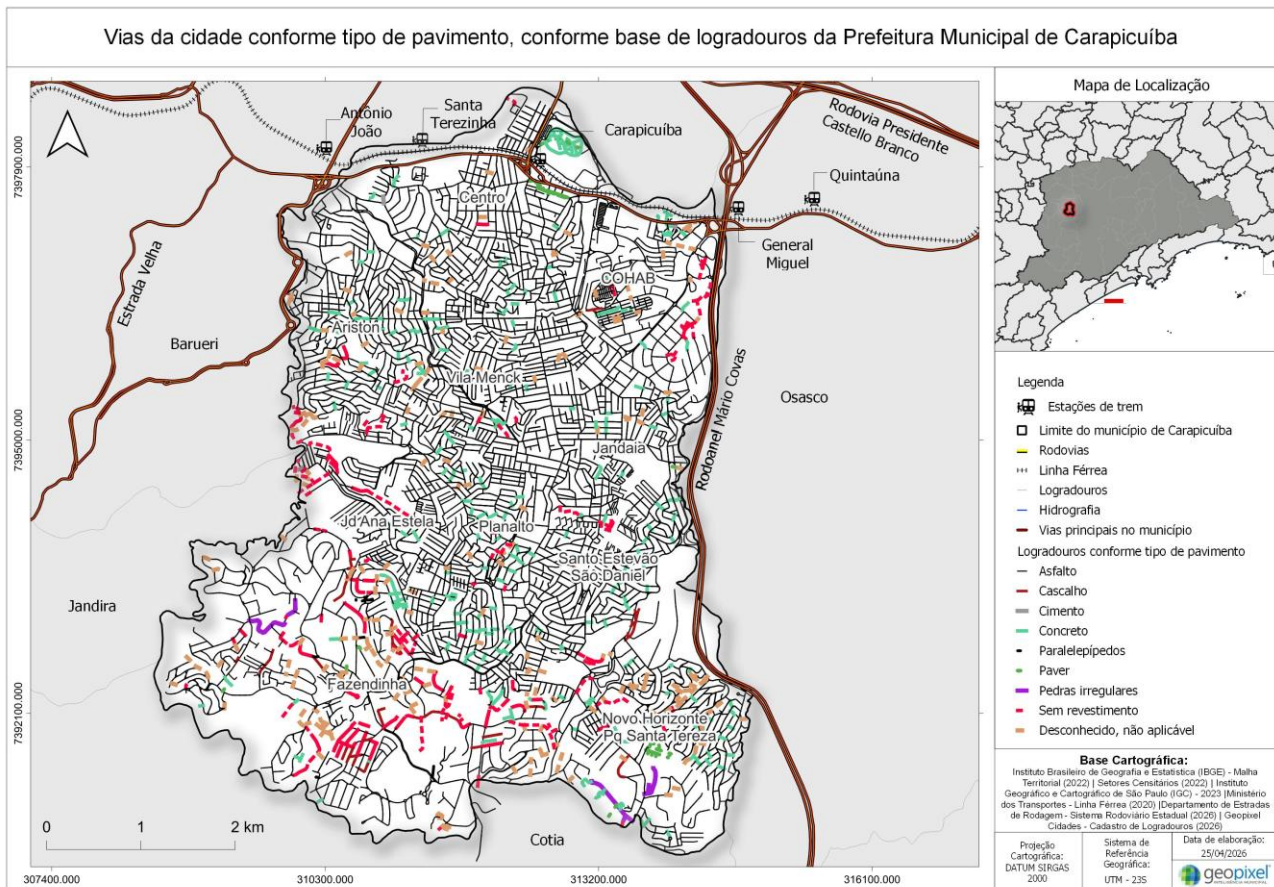 Vias da cidade conforme tipo de pavimento, conforme base de logradouros da Prefeitura Municipal de Carapicuíba
Antônio
João
Santa
Terezinha
Carapicuíba
Rodovia Presidente
Castello Branco
Quintaúna
General
Miguel
Centro
COHAB
Estrada Velha
Barueri
Ariston
Vila Menck
Rodoanel Mário Covas
Osasco
Jandaia
Jd Ana Estela
Planalto
Santo Estevão
São Daniel
Jandira
Fazendinha
Novo Horizonte
Pq Santa Tereza
Cotia
0 1 2 km
7397900.000
7395000.000
7392100.000
307400.000
310300.000
313200.000
316100.000
Mapa de Localização
Legenda
Estações de trem
Limite do município de Carapicuíba
Rodovias
Linha Férrea
Logradouros
Hidrografia
Vias principais no município
Logradouros conforme tipo de pavimento
Asfalto
Cascalho
Cimento
Concreto
Paralelepípedos
Paver
Pedras irregulares
Sem revestimento
Desconhecido, não aplicável
Base Cartográfica:
Instituto Brasileiro de Geografia e Estatística (IBGE) - Malha
Territorial (2022) | Setores Censitários (2022) | Instituto
Geográfico e Cartográfico de São Paulo (IGC) - 2023 |Ministério
dos Transportes - Linha Férrea (2020) |Departamento de Estradas
de Rodagem - Sistema Rodoviário Estadual (2026) | Geopixel
Cidades - Cadastro de Logradouros (2026)
Projeção
Cartográfica:
DATUM SIRGAS
2000
Sistema de
Referência
Geográfica:
UTM - 23S
Data de elaboração:
25/04/2026
geopixel